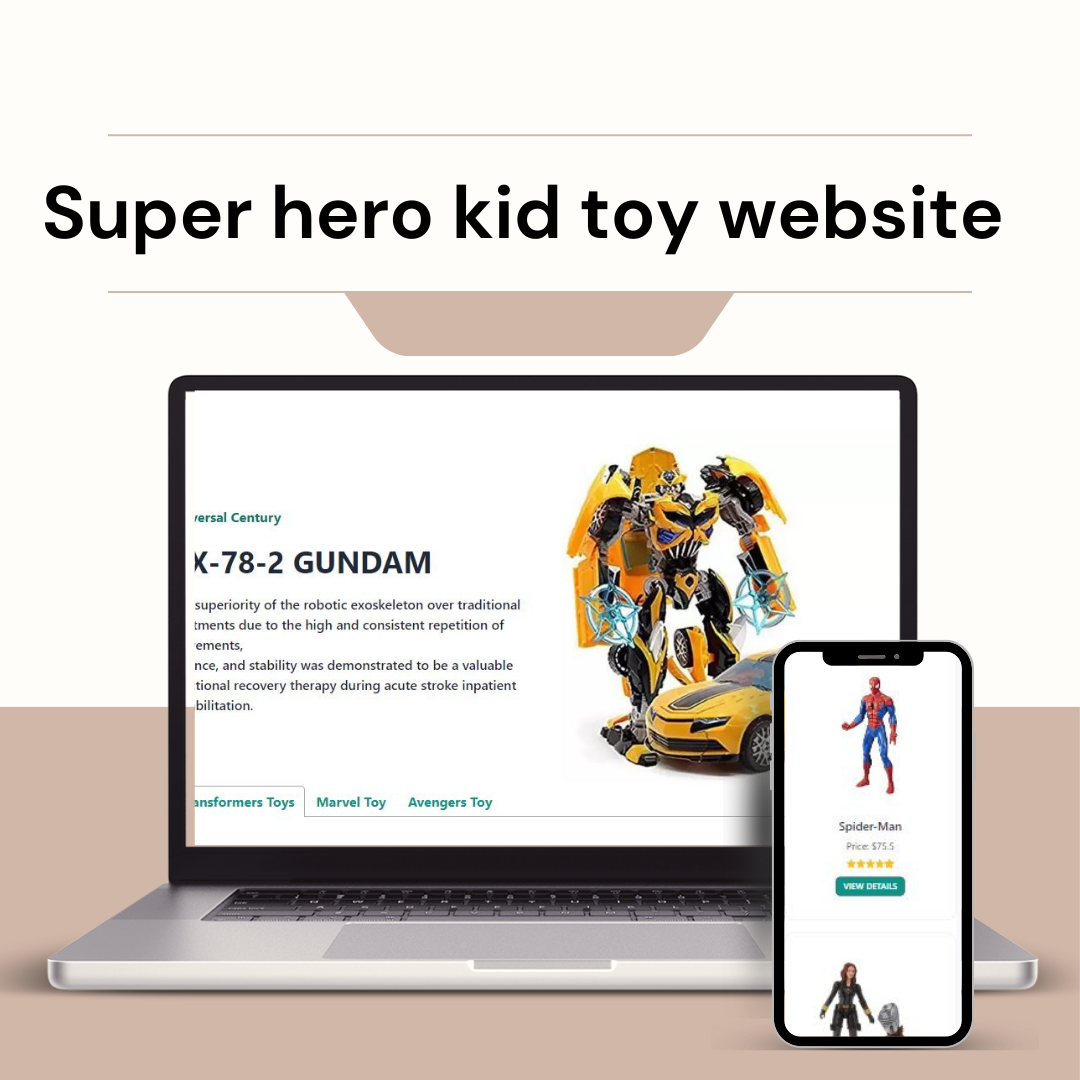 Super hero kid toy website
versal Century
X-78-2 GUNDAM
superiority of the robotic exoskeleton over traditional
tments due to the high and consistent repetition of
ements,
nce, and stability was demonstrated to be a valuable
tional recovery therapy during acute stroke inpatient
bilitation.
ansformers Toys Marvel Toy Avengers Toy
Spider-Man
Price: $75.5
VIEW DETAILS